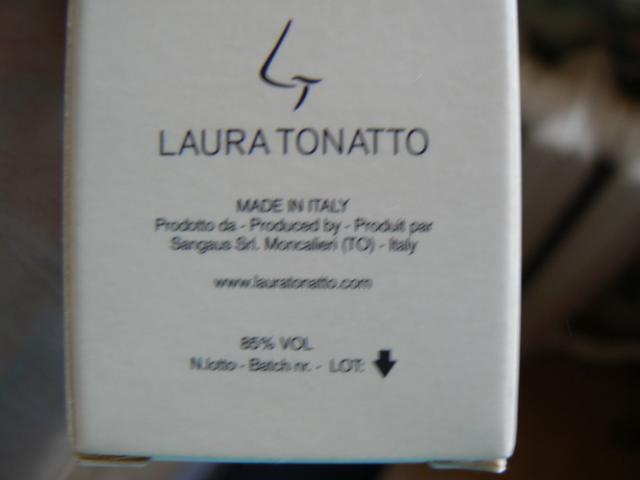 LAURA TONATTO
MADE IN ITALY
Prodotto da - Produced by - Produit par
Sangaus Srl. Moncalieri (TO) - Italy
www.lauratonatto.com
85% VOL
N.lotto - Batch nr. - LOT: